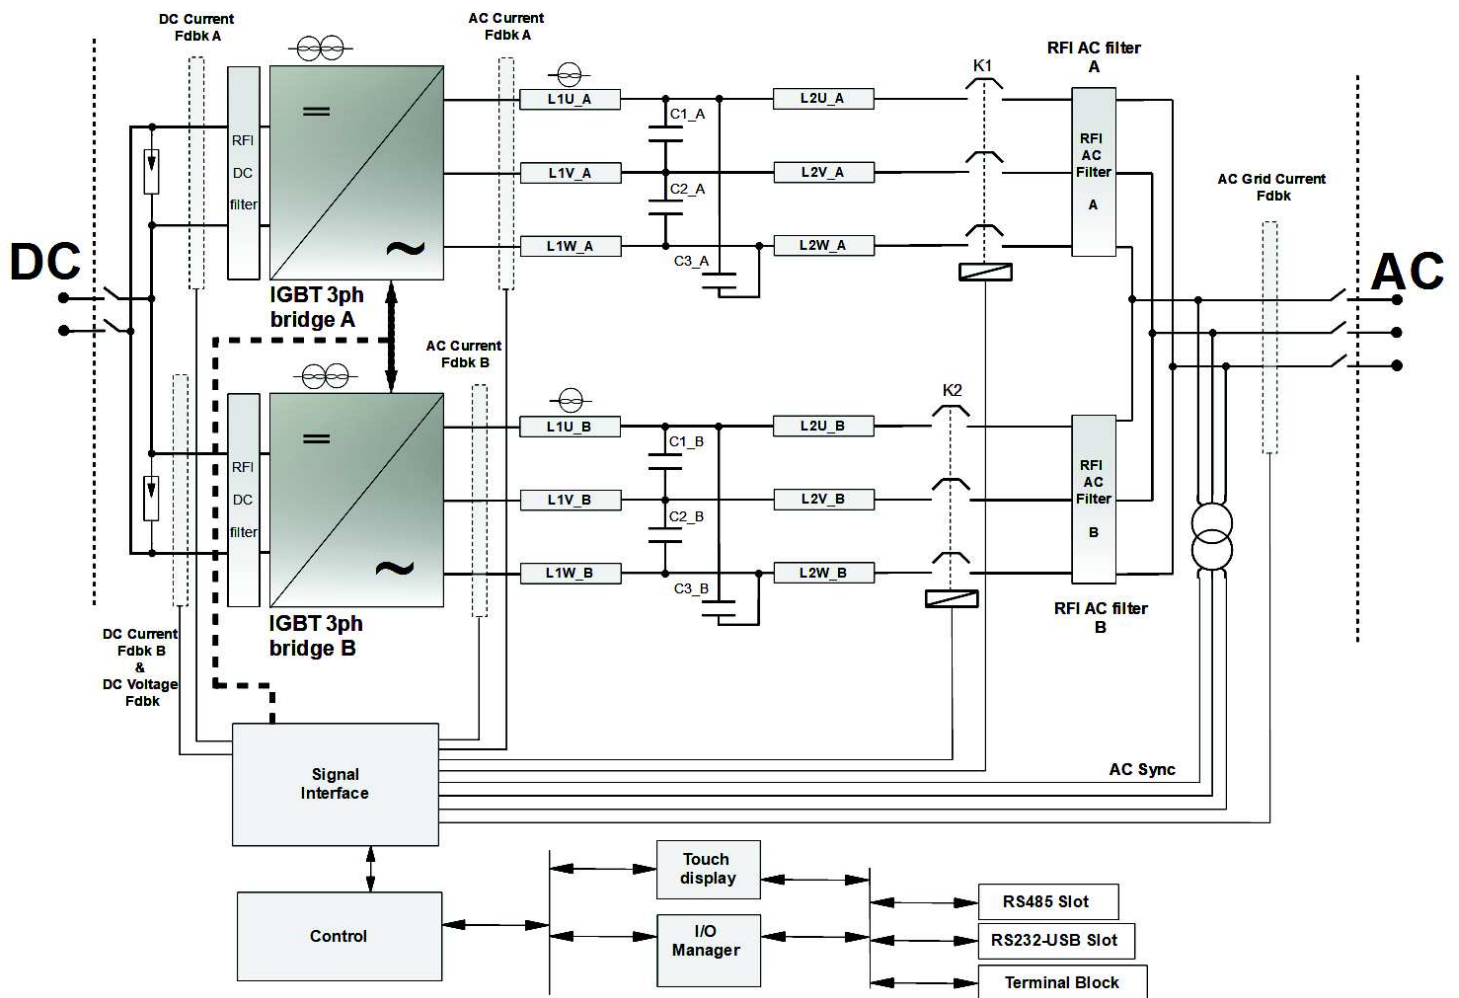 DC Current
Fdbk A
AC Current
Fdbk A
RFI AC filter
A
K1
L1U_A
C1_A
L2U_A
RFI
DC
filter
RFI
AC
Filter
A
L1V_A
C2_A
L2V_A
AC Grid Current
Fdbk
~
L1W_A
C3_A
L2W_A
DC
AC
IGBT 3ph
bridge A
AC Current
Fdbk B
K2
L1U_B
C1_B
L2U_B
RFI
DC
filter
RFI
AC
Filter
B
L1V_B
C2_B
L2V_B
~
L1W_B
C3_B
L2W_B
IGBT 3ph
bridge B
RFI AC filter
B
DC Current
Fdbk B
&
DC Voltage
Fdbk
Signal
Interface
AC Sync
Touch
display
Control
I/O
Manager
RS485 Slot
RS232-USB Slot
Terminal Block